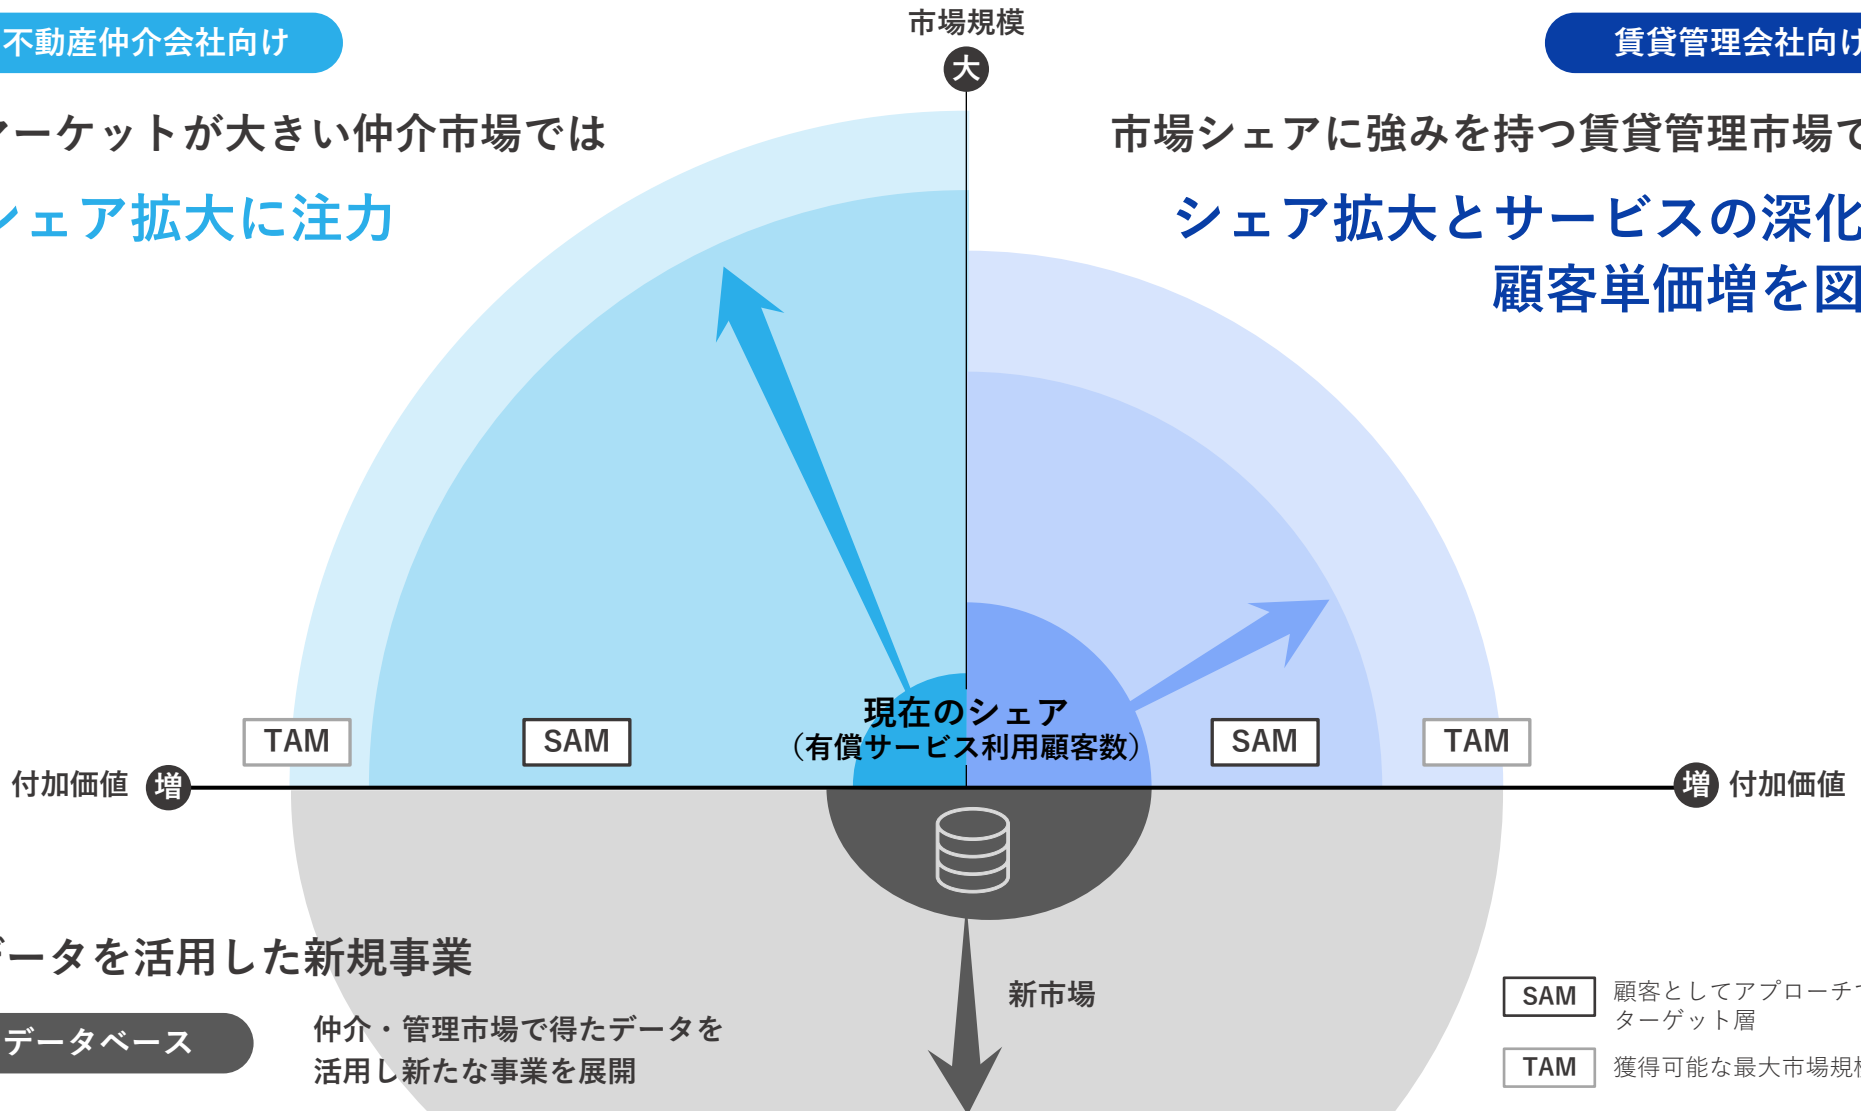 市場規模
大
不動産仲介会社向け
マーケットが大きい仲介市場では
シェア拡大に注力
賃貸管理会社向け
市場シェアに強みを持つ賃貸管理市場で
シェア拡大とサービスの深化
顧客単価増を図
TAM
SAM
現在のシェア
（有償サービス利用顧客数）
SAM
TAM
付加価値 増
増 付加価値
データを活用した新規事業
データベース
仲介・管理市場で得たデータを
活用し新たな事業を展開
新市場
SAM 顧客としてアプローチ
ターゲット層
TAM 獲得可能な最大市場規模